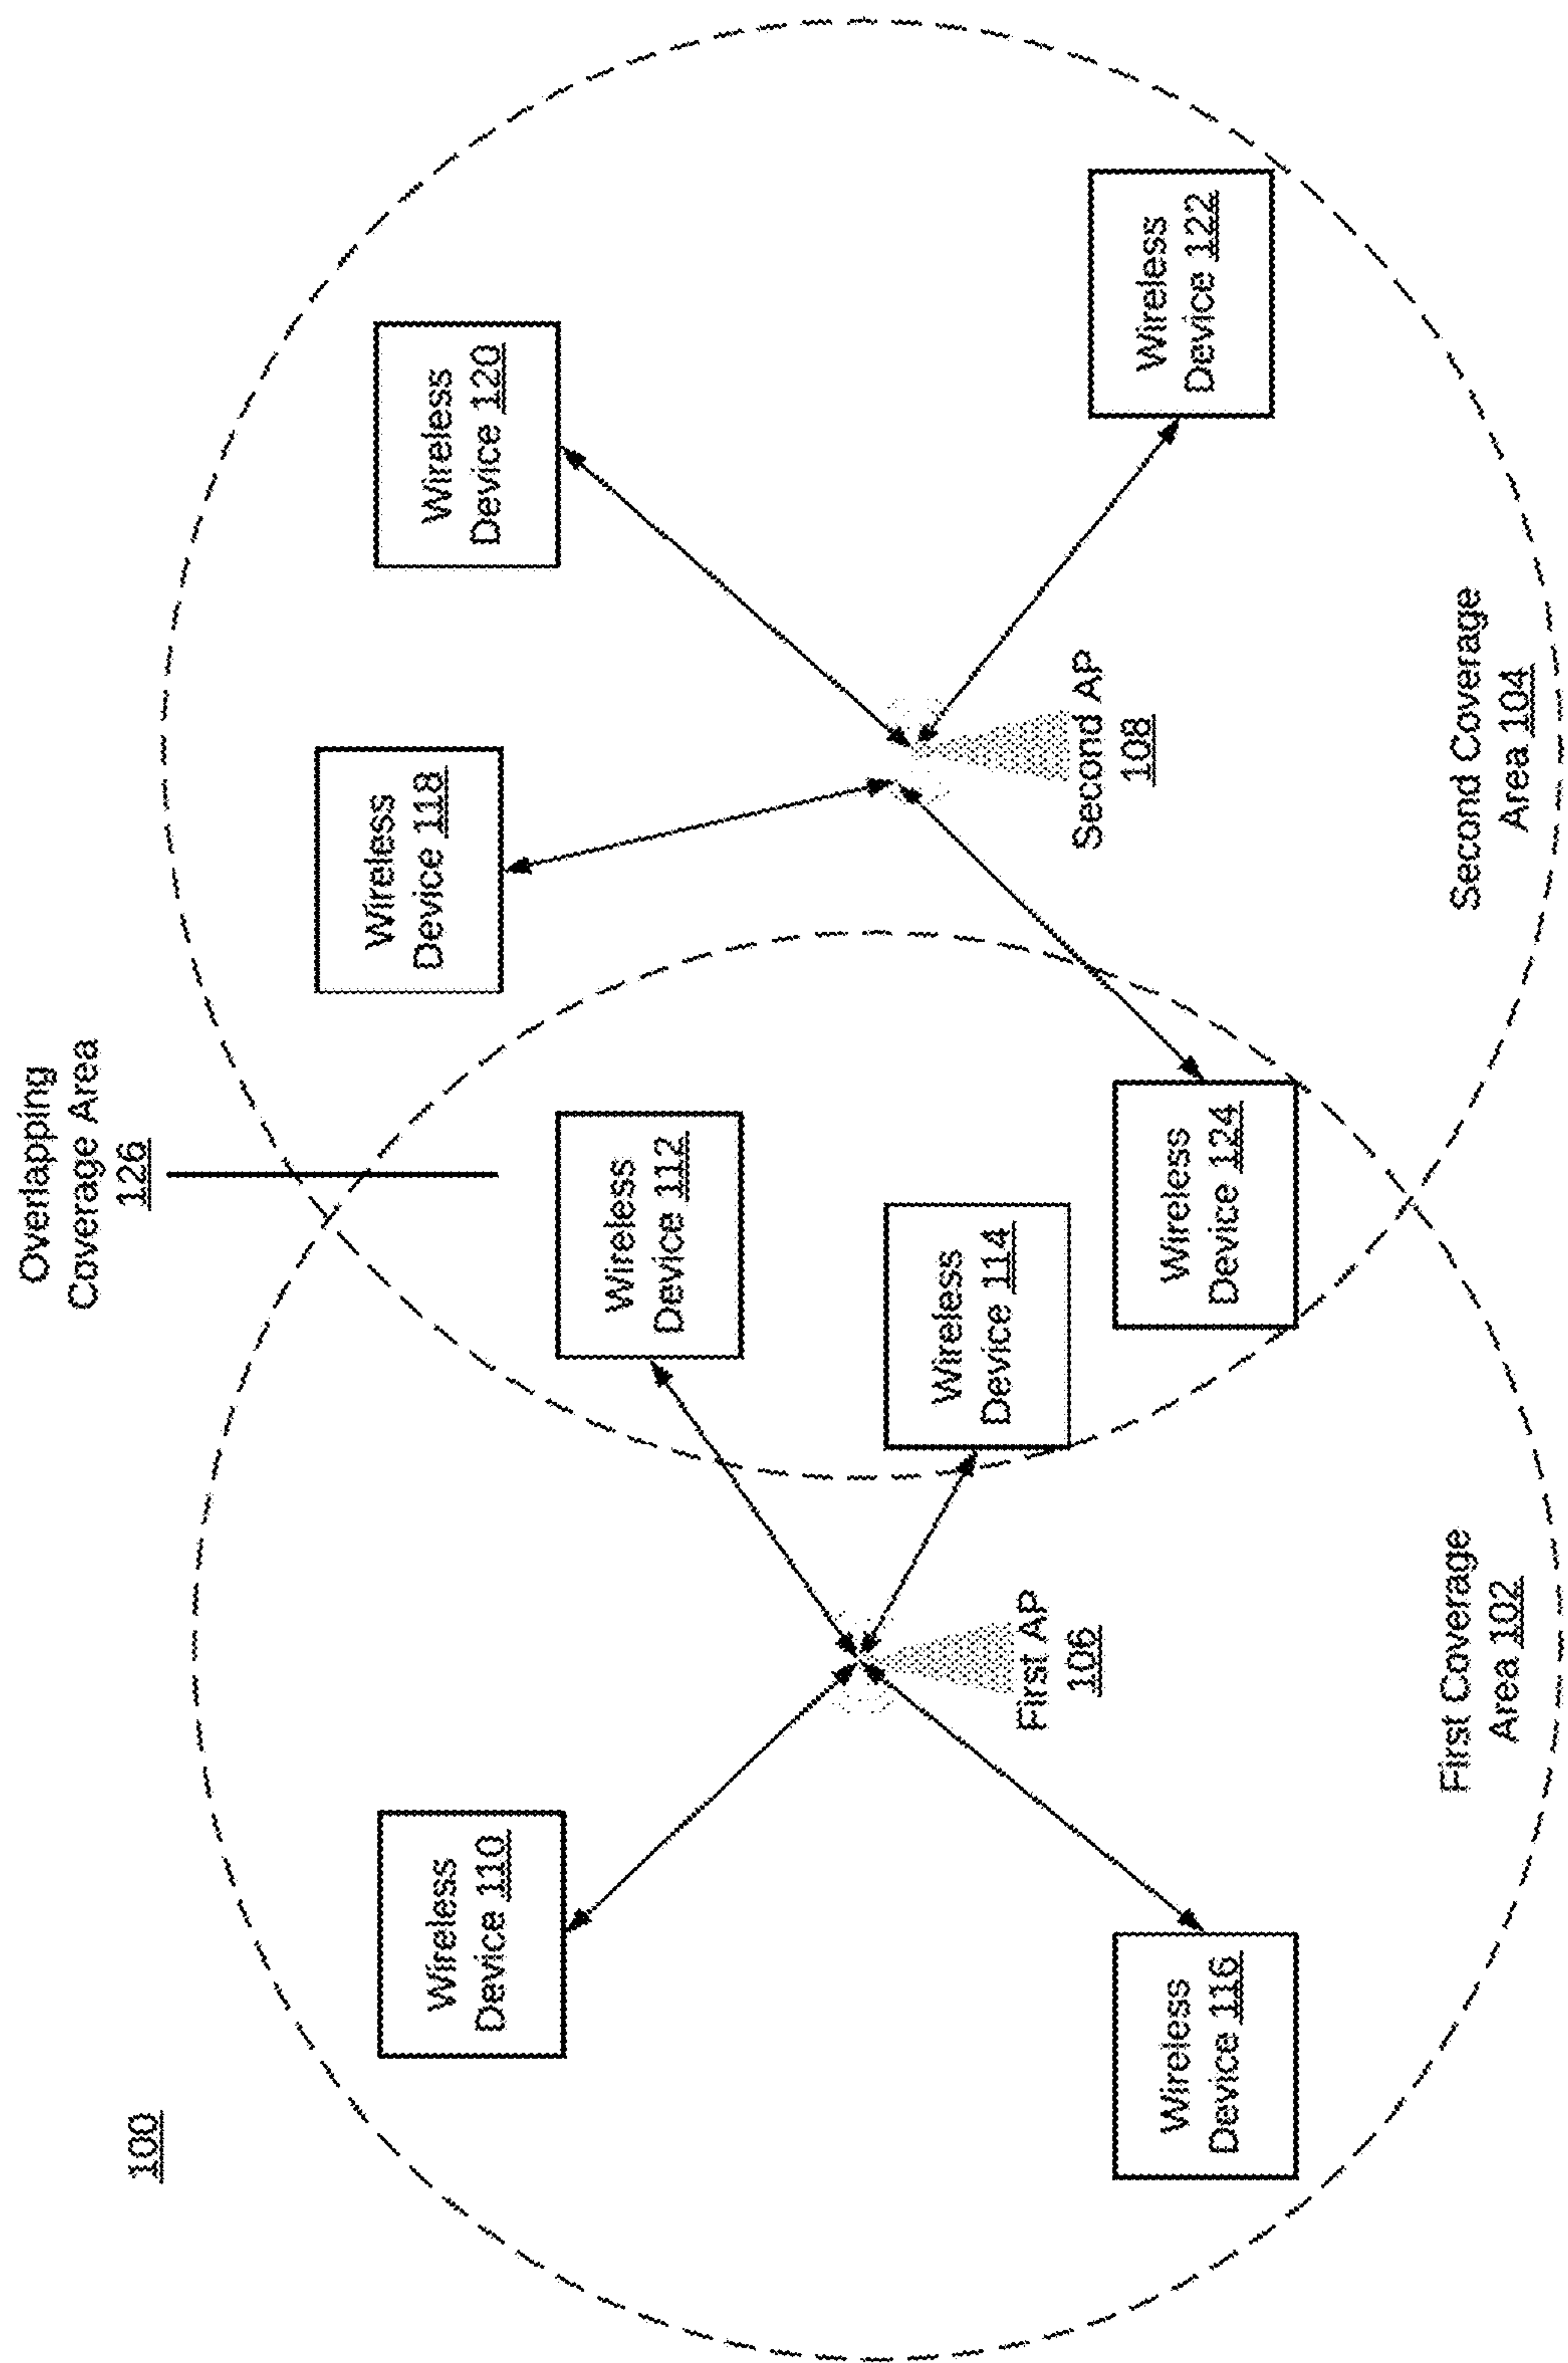 100
Overlapping
Coverage Area
126
Wireless
Device 110
Wireless
Device 112
Wireless
Device 118
Wireless
Device 120
Wireless
Device 114
Wireless
Device 116
Wireless
Device 124
Wireless
Device 122
First AP
106
Second AP
108
First Coverage
Area 102
Second Coverage
Area 104